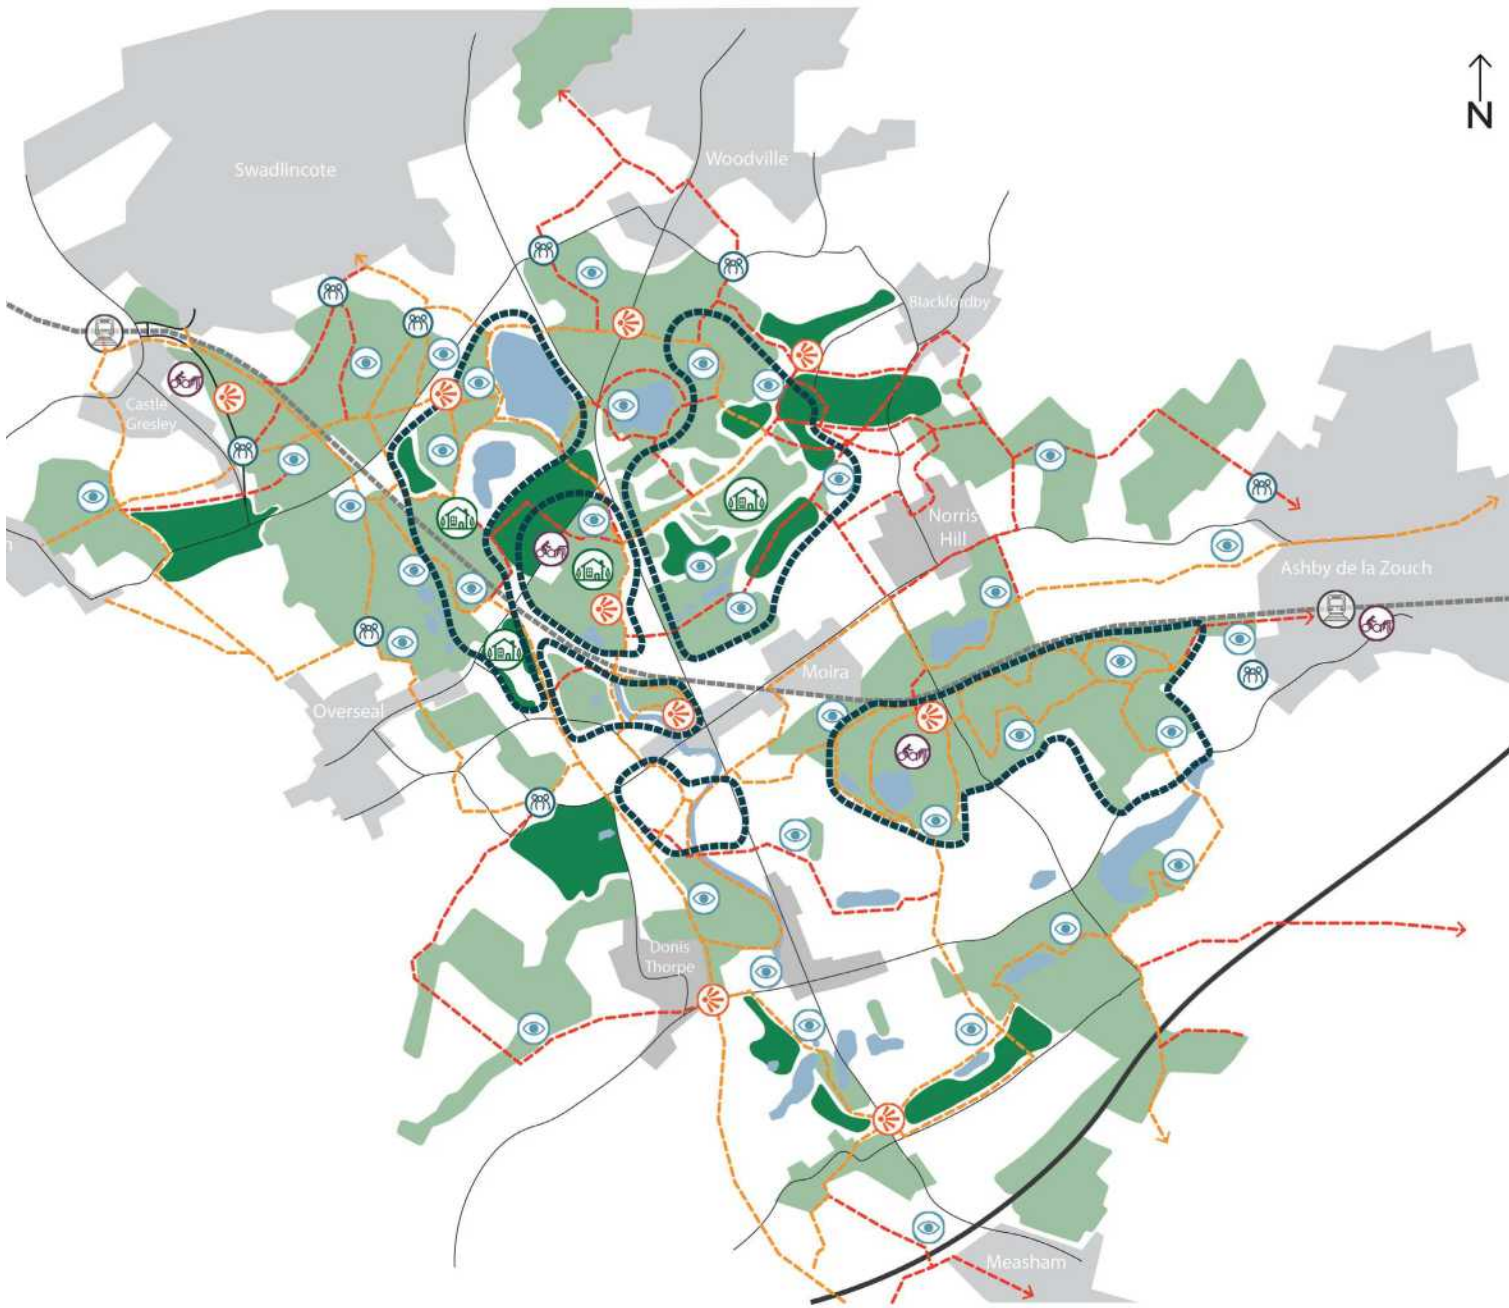 N
Swadlincote
Woodville
Blackfordby
Castle
Gresley
Norris
Hill
Ashby de la Zouch
Moira
Overseal
Donis
Thorpe
Measham